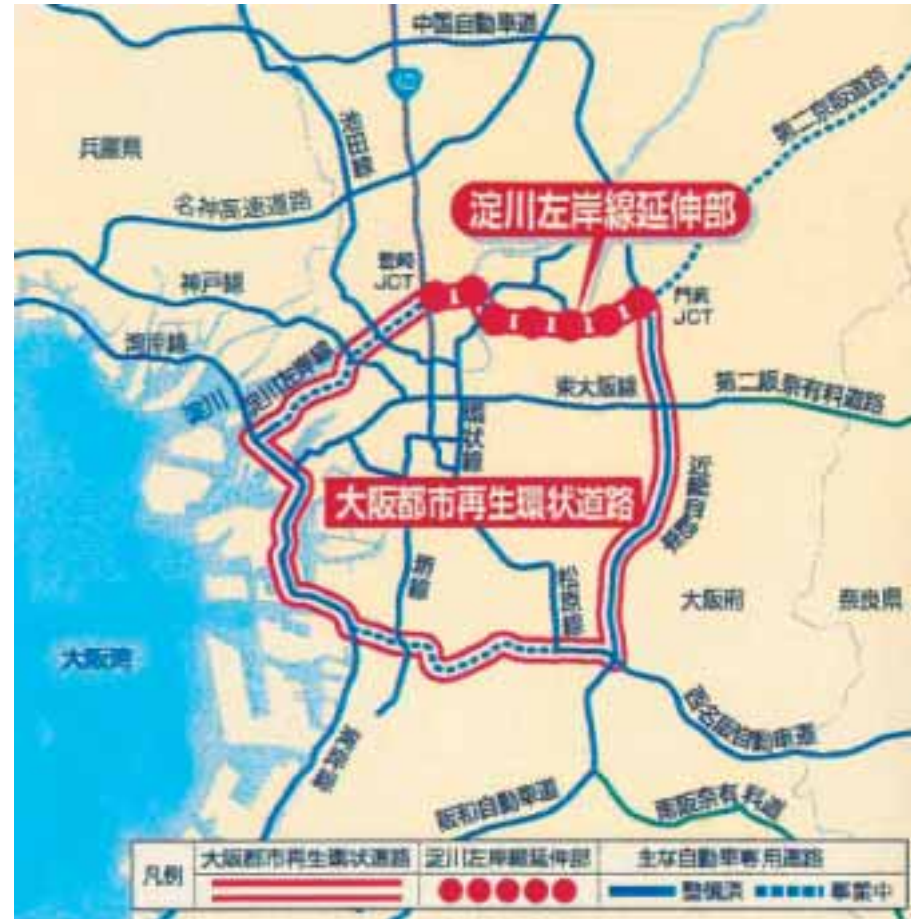 中国自動車道
池田線
第二京阪道路
兵庫県
名神高速道路
淀川左岸線延伸部
豊崎
JCT
神戸線
門真
JCT
湾岸線
淀川
淀川左岸線
東大阪線
第二阪奈有料道路
環状線
大阪都市再生環状道路
近畿自動車道
堺線
松原線
大阪府
奈良県
大阪湾
西名阪自動車道
湾岸線
阪和自動車道
南阪奈有料道
凡例
大阪都市再生環状道路
淀川左岸線延伸部
主な自動車専用道路
整備済
事業中